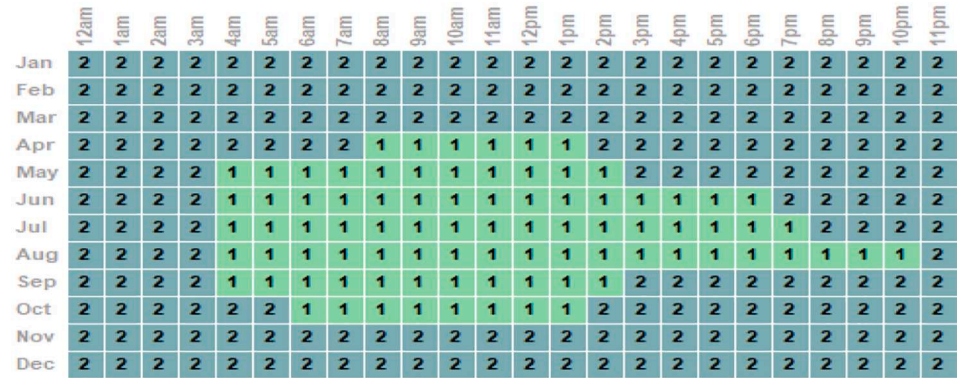 12am 1am 2am 3am 4am 5am 6am 7am 8am 9am 10am 11am 12pm 1pm 2pm 3pm 4pm 5pm 6pm 7pm 8pm 9pm 10pm 11pm
Jan 2 2 2 2 2 2 2 2 2 2 2 2 2 2 2 2 2 2 2 2 2 2 2 2
Feb 2 2 2 2 2 2 2 2 2 2 2 2 2 2 2 2 2 2 2 2 2 2 2 2
Mar 2 2 2 2 2 2 2 2 2 2 2 2 2 2 2 2 2 2 2 2 2 2 2 2
Apr 2 2 2 2 2 2 2 2 1 1 1 1 1 1 2 2 2 2 2 2 2 2 2 2
May 2 2 2 2 1 1 1 1 1 1 1 1 1 1 1 2 2 2 2 2 2 2 2 2
Jun 2 2 2 2 1 1 1 1 1 1 1 1 1 1 1 1 1 1 1 2 2 2 2 2
Jul 2 2 2 2 1 1 1 1 1 1 1 1 1 1 1 1 1 1 1 1 2 2 2 2
Aug 2 2 2 2 1 1 1 1 1 1 1 1 1 1 1 1 1 1 1 1 1 1 1 2
Sep 2 2 2 2 1 1 1 1 1 1 1 1 1 1 1 2 2 2 2 2 2 2 2 2
Oct 2 2 2 2 2 2 1 1 1 1 1 1 1 1 2 2 2 2 2 2 2 2 2 2
Nov 2 2 2 2 2 2 2 2 2 2 2 2 2 2 2 2 2 2 2 2 2 2 2 2
Dec 2 2 2 2 2 2 2 2 2 2 2 2 2 2 2 2 2 2 2 2 2 2 2 2